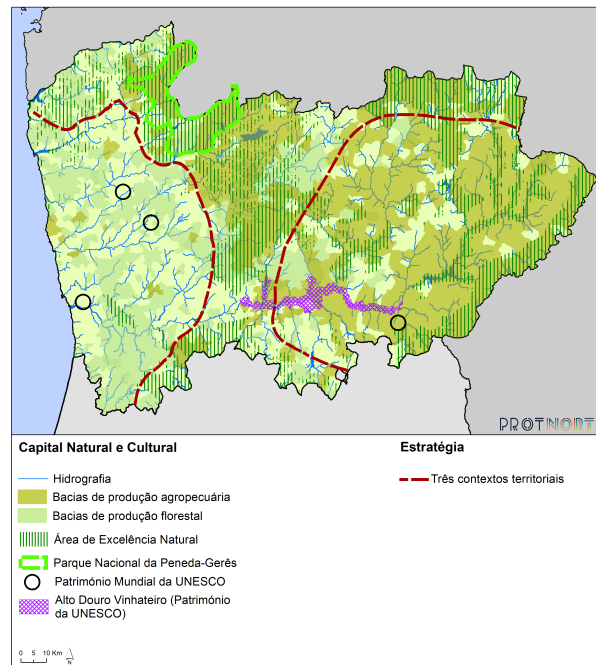 PROTNORT
Capital Natural e Cultural
Hidrografia
Bacias de produção agropecuária
Bacias de produção florestal
Área de Excelência Natural
Parque Nacional da Peneda-Gerês
Património Mundial da UNESCO
Alto Douro Vinhateiro (Património
da UNESCO)
Estratégia
Três contextos territoriais
0 5 10 Km
N